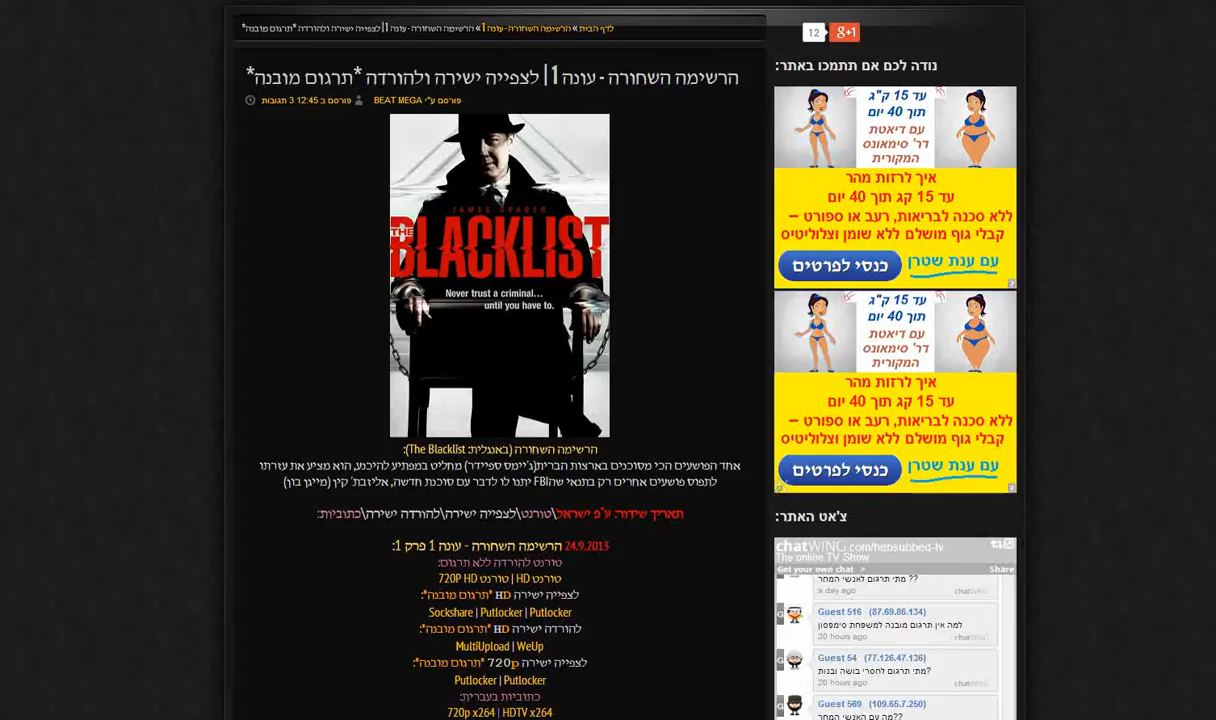 לדף הבית » הרשימה השחורה - עונה 1 » הרשימה השחורה - עונה 1 | לצפייה ישירה ולהורדה *תרגום מובנה*
הרשימה השחורה - עונה 1 | לצפייה ישירה ולהורדה *תרגום מובנה*
פורסם ע"י BEAT MEGA פורסם ב 12:45 3 תגובות
JAMES SPADER
THE BLACKLIST
Never trust a criminal...
until you have to.
הרשימה השחורה (באנגלית: The Blacklist):
אחד הפושעים הכי מסוכנים בארצות הברית(ג'יימס ספיידר) מחליט במפתיע להיכנע, הוא מציע את עזרתו
לתפוס פושעים אחרים רק בתנאי שהFBI יתנו לו לדבר עם סוכנת חדשה, אליזבת' קין (מייגן בון)
תאריך שידור: ע"פ ישראל\טורנט\לצפייה ישירה\להורדה ישירה\כתוביות:
24.9.2013 הרשימה השחורה - עונה 1 פרק 1:
טורנט להורדה ללא תרגום:
טורנט HD | טורנט 720P HD
לצפייה ישירה HD *תרגום מובנה*:
Sockshare | Putlocker | Putlocker
להורדה ישירה HD *תרגום מובנה*:
MultiUpload | WeUp
לצפייה ישירה 720p *תרגום מובנה*:
Putlocker | Putlocker
כתוביות בעברית:
720p x264 | HDTV x264
12
g+1
נודה לכם אם תתמכו באתר:
עד 15 ק"ג
תוך 40 יום
עם דיאטת
דר' סימאונס
המקורית
איך לרזות מהר
עד 15 קג תוך 40 יום
ללא סכנה לבריאות, רעב או ספורט –
קבלי גוף מושלם ללא שומן וצלוליטיס
עם ענת שטרן
כנסי לפרטים
עד 15 ק"ג
תוך 40 יום
עם דיאטת
דר' סימאונס
המקורית
איך לרזות מהר
עד 15 קג תוך 40 יום
ללא סכנה לבריאות, רעב או ספורט –
קבלי גוף מושלם ללא שומן וצלוליטיס
עם ענת שטרן
כנסי לפרטים
צ'אט האתר:
chatWING.com/hebsubbed-tv
The online TV Show
Get your own chat > Share
?? מתי תרגום לאנשי המחר
a day ago chatWING
Guest 516 (87.69.86.134)
למה אין תרגום מובנה למשפחת סימפסון
20 hours ago chatWING
Guest 54 (77.126.47.136)
מתי תרגום לחסרי בושה ובנות?
20 hours ago chatWING
Guest 569 (109.65.7.250)
מה עם האנשי המחר??